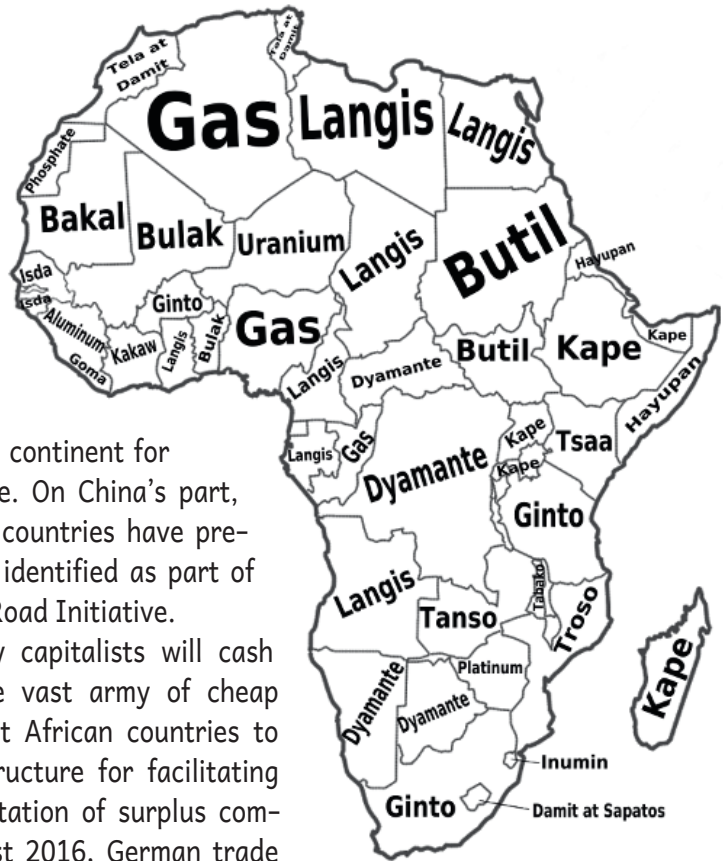 Tela at
Damit
Tela at
Damit
Gas
Langis
Langis
Phosphate
Bakal
Bulak
Uranium
Langis
Butil
Hayupan
Isda
Isda
Aluminum
Goma
Kakaw
Ginto
Langis
Bulak
Gas
Langis
Dyamante
Butil
Kape
Kape
Hayupan
Langis
Gas
Dyamante
Kape
Kape
Tsaa
Ginto
Langis
Tanso
Tabako
Troso
Dyamante
Dyamante
Platinum
Kape
Inumin
Ginto
Damit at Sapatos
continent for
e. On China's part,
countries have pre-
identified as part of
Road Initiative.
y capitalists will cash
e vast army of cheap
t African countries to
ructure for facilitating
tation of surplus com-
st 2016, German trade